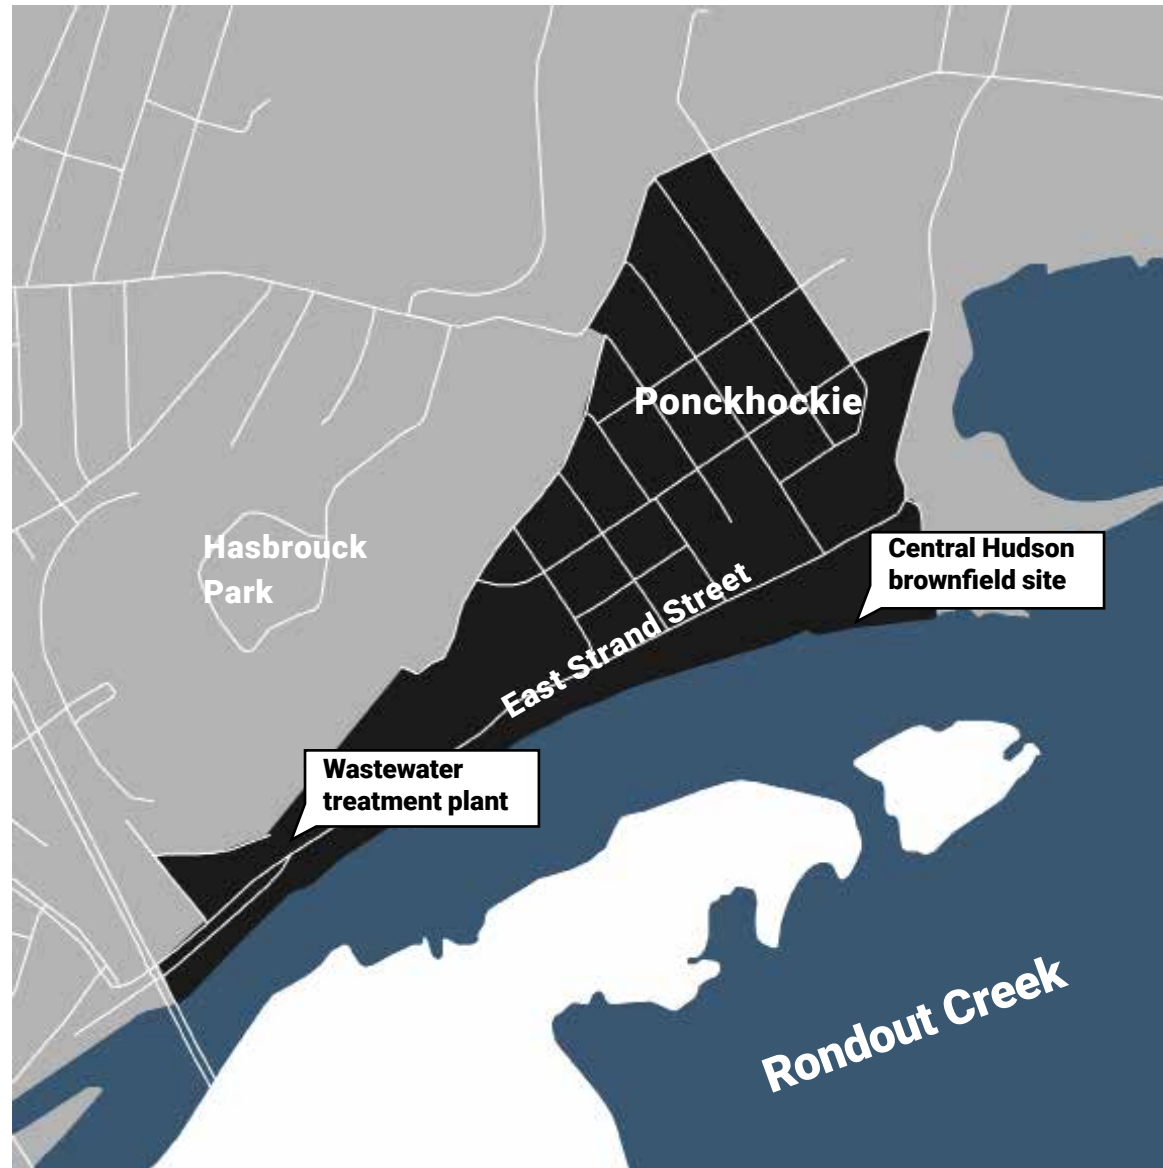 Ponckhockie
Hasbrouck
Park
Central Hudson
brownfield site
East Strand Street
Wastewater
treatment plant
Rondout Creek